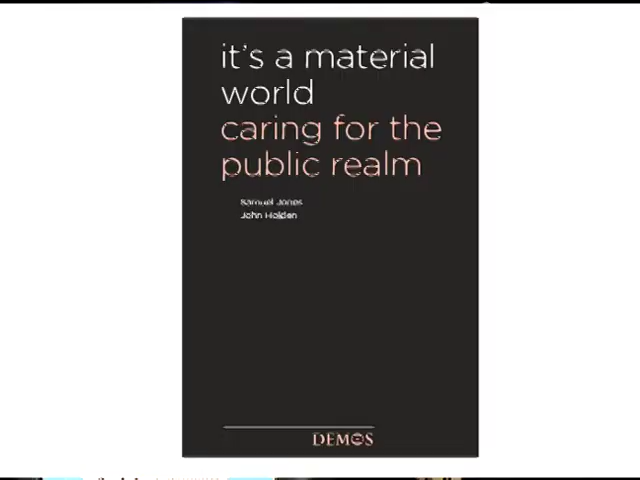 it's a material
world
caring for the
public realm
Samuel Jones
John Holden
DEMOS